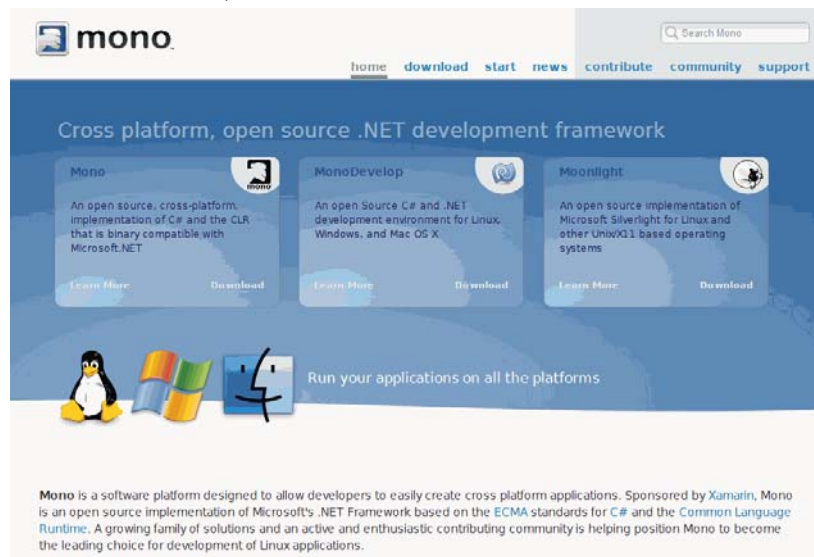 mono
Search Mono
home download start news contribute community support
Cross platform, open source .NET development framework
Mono
mono
An open source, cross-platform,
implementation of C# and the CLR
that is binary compatible with
Microsoft.NET
Learn More Download
MonoDevelop
An open Source C# and .NET
development environment for Linux,
Windows, and Mac OS X
Learn More Download
Moonlight
An open source implementation of
Microsoft Silverlight for Linux and
other Unix/X11 based operating
systems
Learn More Download
Run your applications on all the platforms
Mono is a software platform designed to allow developers to easily create cross platform applications. Sponsored by Xamarin, Mono
is an open source implementation of Microsoft's .NET Framework based on the ECMA standards for C# and the Common Language
Runtime. A growing family of solutions and an active and enthusiastic contributing community is helping position Mono to become
the leading choice for development of Linux applications.